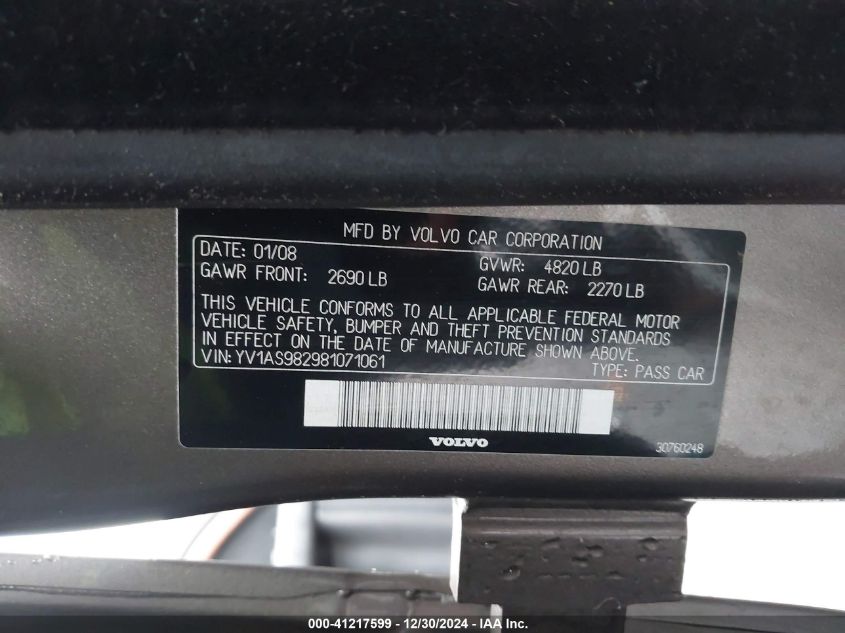 MFD BY VOLVO CAR CORPORATION
DATE: 01/08 GVWR: 4820 LB
GAWR FRONT: 2690 LB GAWR REAR: 2270 LB
THIS VEHICLE CONFORMS TO ALL APPLICABLE FEDERAL MOTOR
VEHICLE SAFETY, BUMPER AND THEFT PREVENTION STANDARDS
IN EFFECT ON THE DATE OF MANUFACTURE SHOWN ABOVE.
VIN: YV1AS982981071061 TYPE: PASS CAR
VOLVO 30760248
000-41217599 - 12/30/2024 - IAA Inc.